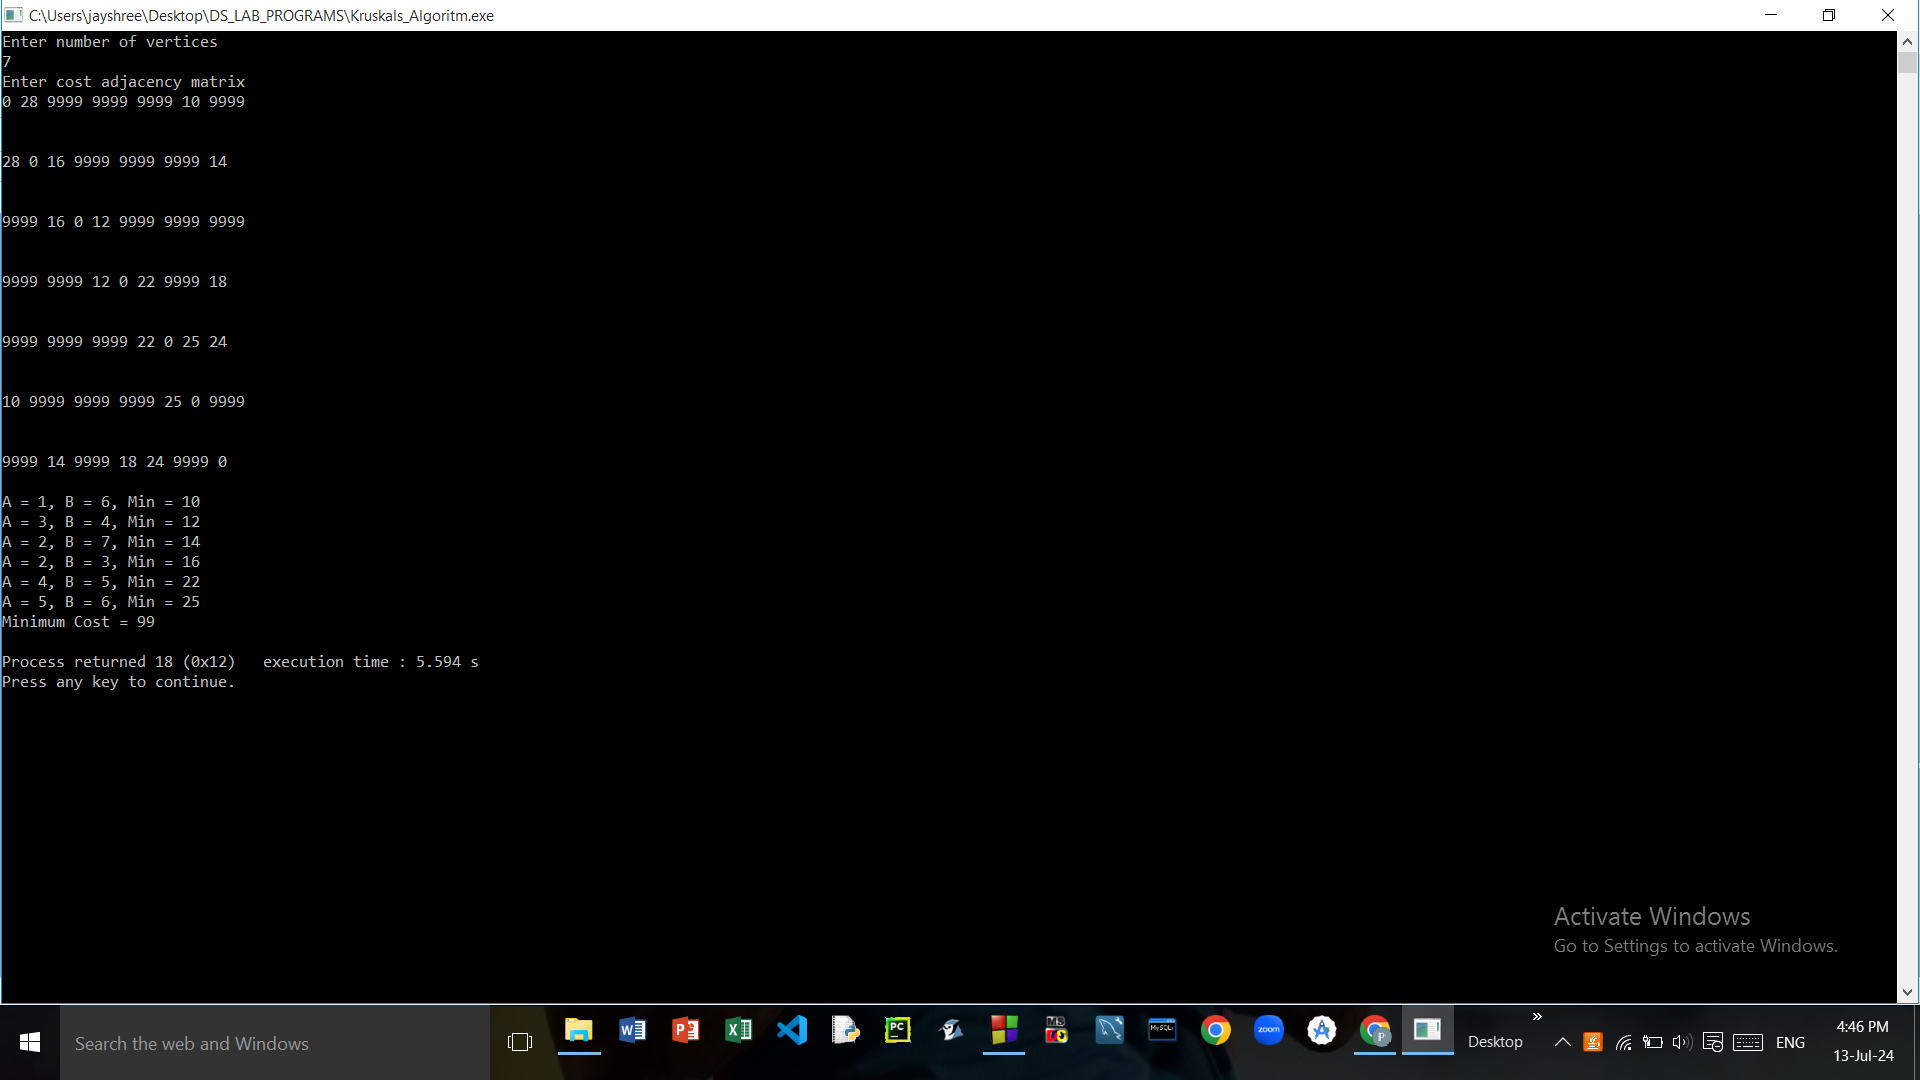 C:\Users\jayshree\Desktop\DS_LAB_PROGRAMS\Kruskals_Algoritm.exe
Enter number of vertices
7
Enter cost adjacency matrix
0 28 9999 9999 9999 10 9999
28 0 16 9999 9999 9999 14
9999 16 0 12 9999 9999 9999
9999 9999 12 0 22 9999 18
9999 9999 9999 22 0 25 24
10 9999 9999 9999 25 0 9999
9999 14 9999 18 24 9999 0
A = 1, B = 6, Min = 10
A = 3, B = 4, Min = 12
A = 2, B = 7, Min = 14
A = 2, B = 3, Min = 16
A = 4, B = 5, Min = 22
A = 5, B = 6, Min = 25
Minimum Cost = 99
Process returned 18 (0x12)   execution time : 5.594 s
Press any key to continue.
Activate Windows
Go to Settings to activate Windows.
Search the web and Windows
PC
MS
MySQL
zoom
P
Desktop
ENG
4:46 PM
13-Jul-24